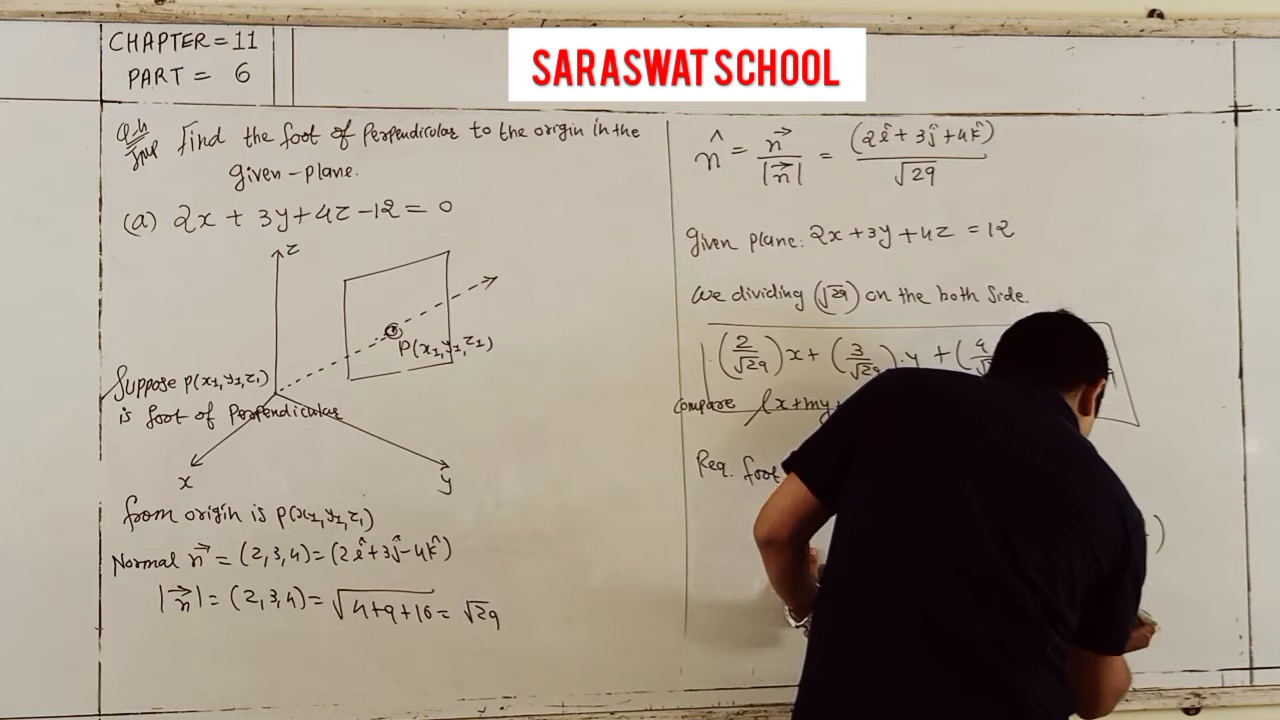 CHAPTER = 11
PART = 6
SARASWAT SCHOOL
Q.4 Imp find the foot of perpendicular to the origin in the
given-plane.
(a) 2x + 3y + 4z - 12 = 0
z
P(x₁, y₁, z₁)
Suppose P(x₁, y₁, z₁)
is foot of perpendicular
x
y
from origin is P(x₁, y₁, z₁)
Normal n⃗ = (2, 3, 4) = (2î + 3ĵ - 4k̂)
|n⃗| = (2, 3, 4) = √4+9+16 = √29
n̂ = n⃗/|n⃗| = (2î + 3ĵ + 4k̂)/√29
Given plane: 2x + 3y + 4z = 12
We dividing (√29) on the both side.
(2/√29)x + (3/√29).y + (4
Compare lx + my
Req. foot